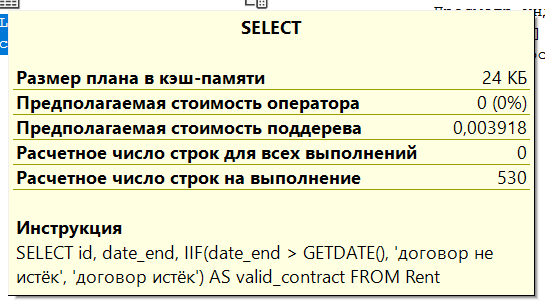 SELECT
Размер плана в кэш-памяти 24 КБ
Предполагаемая стоимость оператора 0 (0%)
Предполагаемая стоимость поддерева 0,003918
Расчетное число строк для всех выполнений 0
Расчетное число строк на выполнение 530
Инструкция
SELECT id, date_end, IIF(date_end > GETDATE(), 'договор не
истёк', 'договор истёк') AS valid_contract FROM Rent